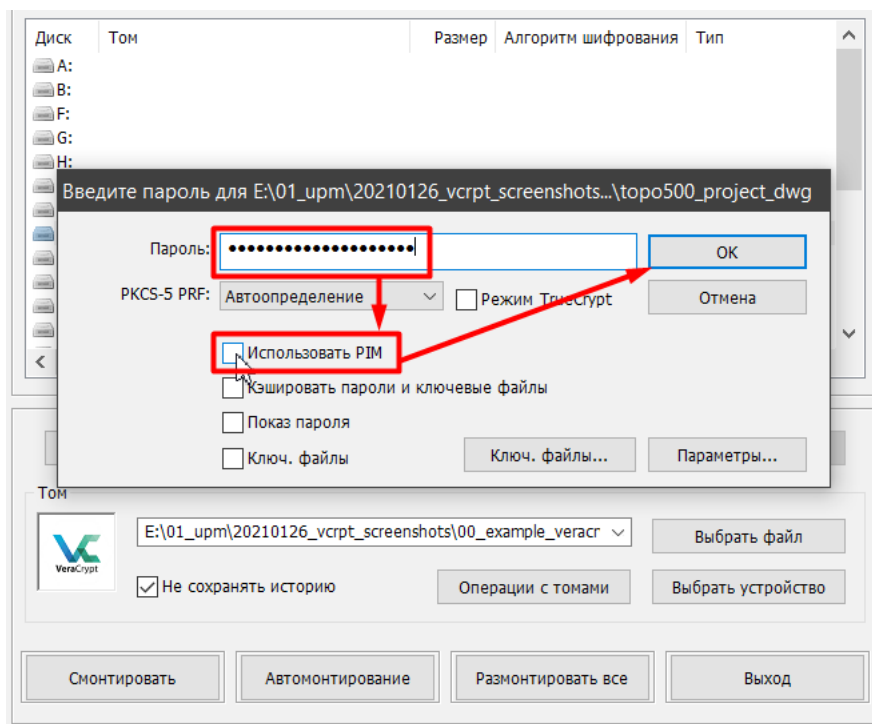 Диск Том Размер Алгоритм шифрования Тип
A:
B:
F:
G:
H:
Введите пароль для E:\01_upm\20210126_vcrpt_screenshots...\topo500_project_dwg
Пароль: ●●●●●●●●●●●●●●●●●●●● OK
PKCS-5 PRF: Автоопределение Режим TrueCrypt Отмена
Использовать PIM
Кэшировать пароли и ключевые файлы
Показ пароля
Ключ. файлы Ключ. файлы... Параметры...
Том
E:\01_upm\20210126_vcrpt_screenshots\00_example_veracr Выбрать файл
VeraCrypt
Не сохранять историю Операции с томами Выбрать устройство
Смонтировать Автомонтирование Размонтировать все Выход